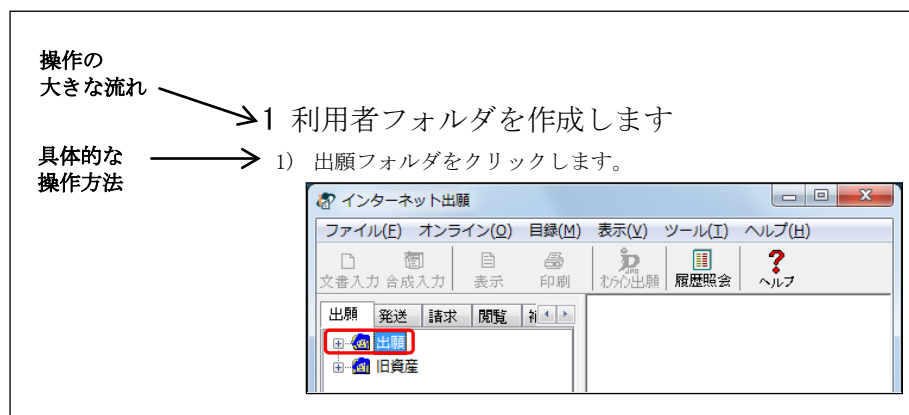 操作の
大きな流れ
1 利用者フォルダを作成します
具体的な
操作方法
1) 出願フォルダをクリックします。
インターネット出願
ファイル(F) オンライン(O) 目録(M) 表示(V) ツール(T) ヘルプ(H)
文書入力 合成入力 表示 印刷 出願 履歴照会 ヘルプ
出願 発送 請求 閲覧
出願
旧資産